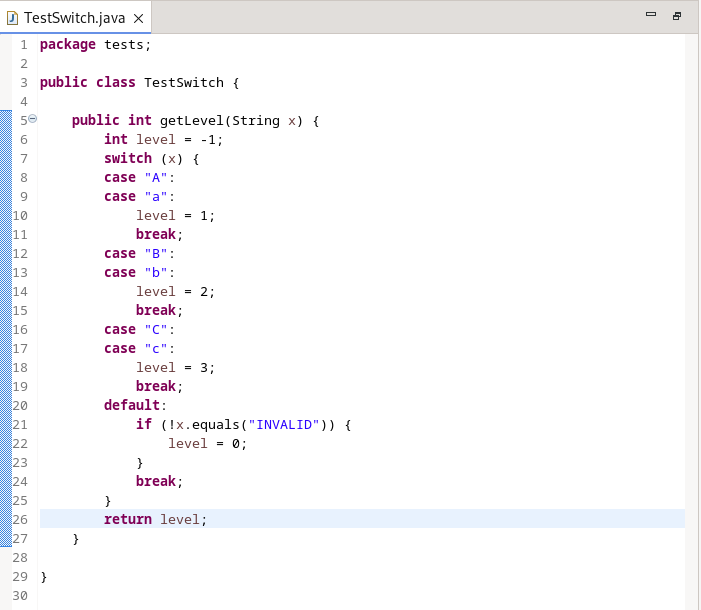 TestSwitch.java
1 package tests;
2
3 public class TestSwitch {
4
5     public int getLevel(String x) {
6         int level = -1;
7         switch (x) {
8         case "A":
9         case "a":
10             level = 1;
11             break;
12         case "B":
13         case "b":
14             level = 2;
15             break;
16         case "C":
17         case "c":
18             level = 3;
19             break;
20         default:
21             if (!x.equals("INVALID")) {
22                 level = 0;
23             }
24             break;
25         }
26         return level;
27     }
28
29 }
30